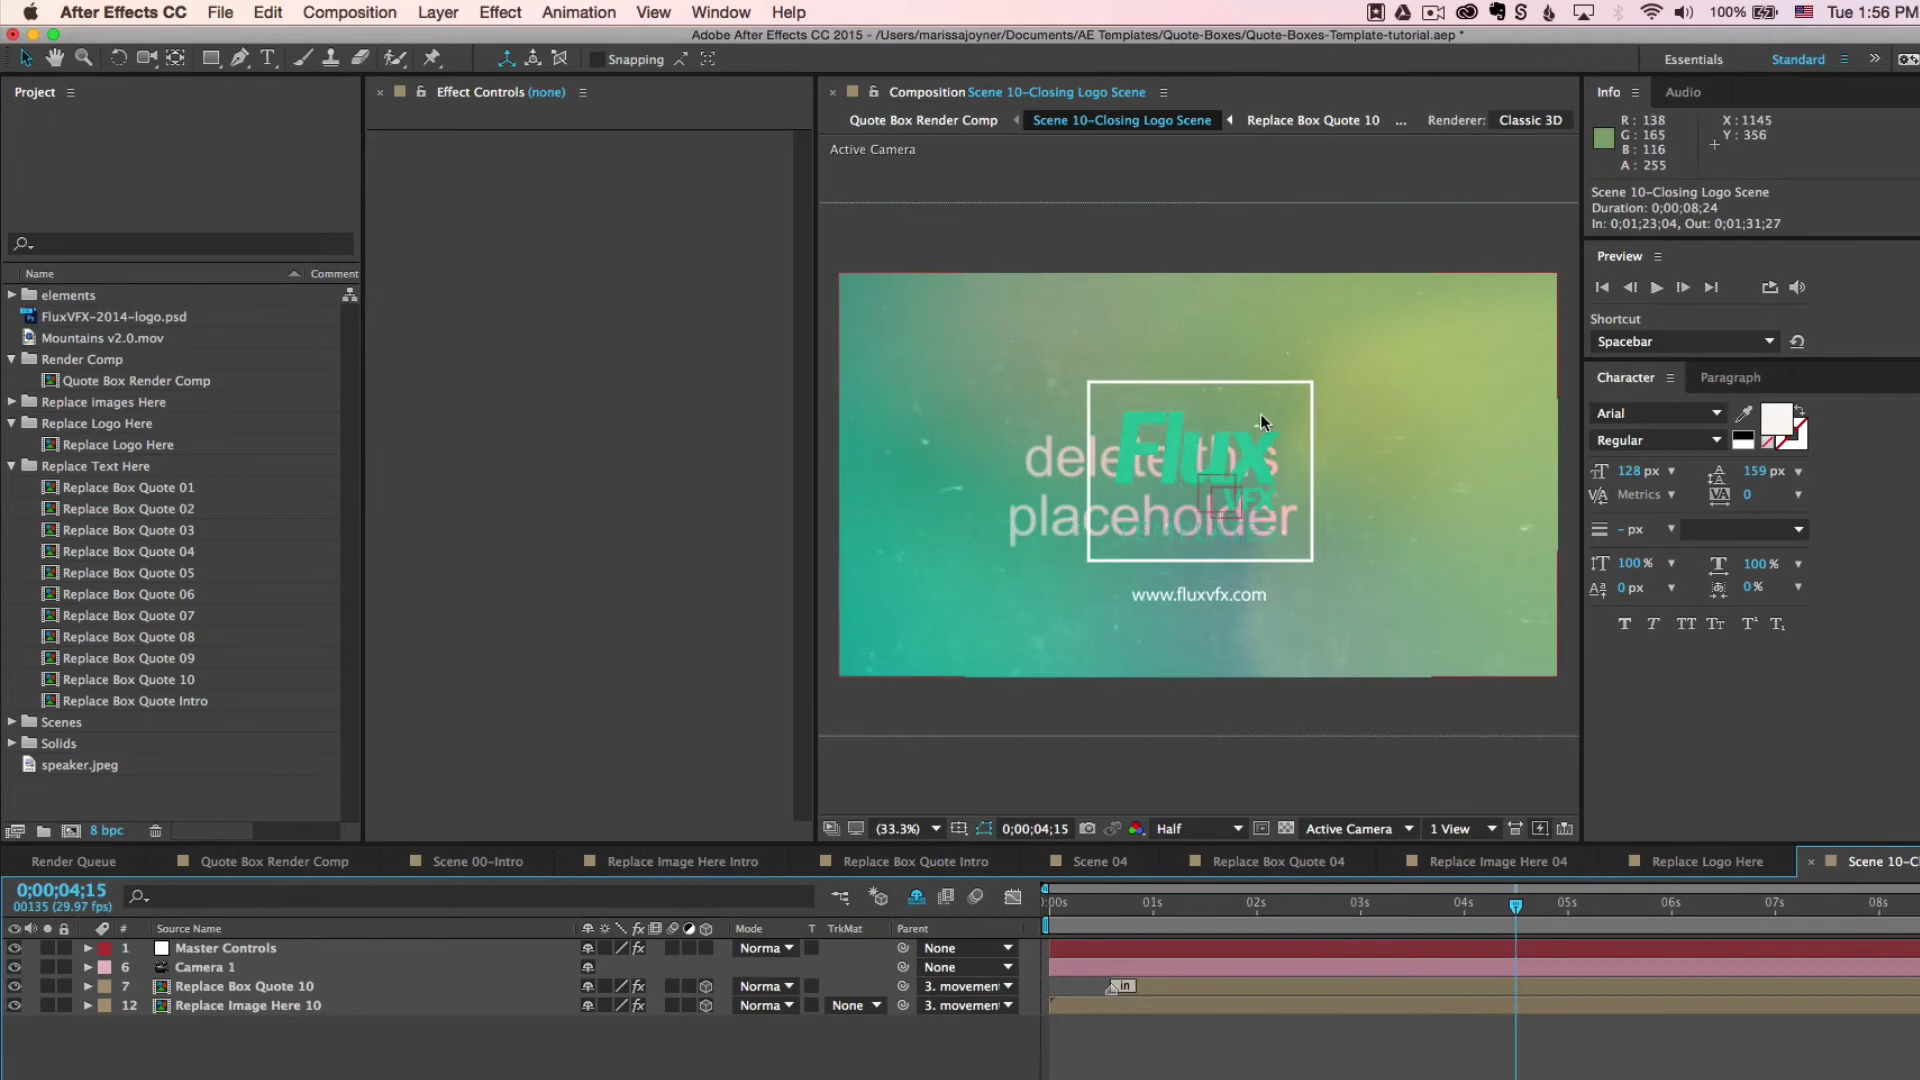 After Effects CC File Edit Composition Layer Effect Animation View Window Help 100% Tue 1:56 PM
Adobe After Effects CC 2015 - /Users/marissajoyner/Documents/AE Templates/Quote-Boxes/Quote-Boxes-Template-tutorial.aep *
Snapping Essentials Standard
Project
Effect Controls (none)
Composition Scene 10-Closing Logo Scene
Quote Box Render Comp Scene 10-Closing Logo Scene Replace Box Quote 10 ... Renderer: Classic 3D
Active Camera
Info Audio
R: 138 X: 1145
G: 165 Y: 356
B: 116
A: 255
Scene 10-Closing Logo Scene
Duration: 0;00;08;24
In: 0;01;23;04, Out: 0;01;31;27
Preview
Shortcut
Spacebar
Character Paragraph
Arial
Regular
128 px 159 px
Metrics 0
- px
100 % 100 %
0 px 0 %
Name Comment
elements
FluxVFX-2014-logo.psd
Mountains v2.0.mov
Render Comp
Quote Box Render Comp
Replace images Here
Replace Logo Here
Replace Logo Here
Replace Text Here
Replace Box Quote 01
Replace Box Quote 02
Replace Box Quote 03
Replace Box Quote 04
Replace Box Quote 05
Replace Box Quote 06
Replace Box Quote 07
Replace Box Quote 08
Replace Box Quote 09
Replace Box Quote 10
Replace Box Quote Intro
Scenes
Solids
speaker.jpeg
8 bpc
Flux
VFX
delete this
placeholder
www.fluxvfx.com
(33.3%) 0;00;04;15 Half Active Camera 1 View
Render Queue Quote Box Render Comp Scene 00-Intro Replace Image Here Intro Replace Box Quote Intro Scene 04 Replace Box Quote 04 Replace Image Here 04 Replace Logo Here Scene 10-Cl
0;00;04;15
00135 (29.97 fps)
:00s 01s 02s 03s 04s 05s 06s 07s 08s
# Source Name Mode T TrkMat Parent
1 Master Controls Norma None
6 Camera 1 None
7 Replace Box Quote 10 Norma 3. movemen in
12 Replace Image Here 10 Norma None 3. movemen